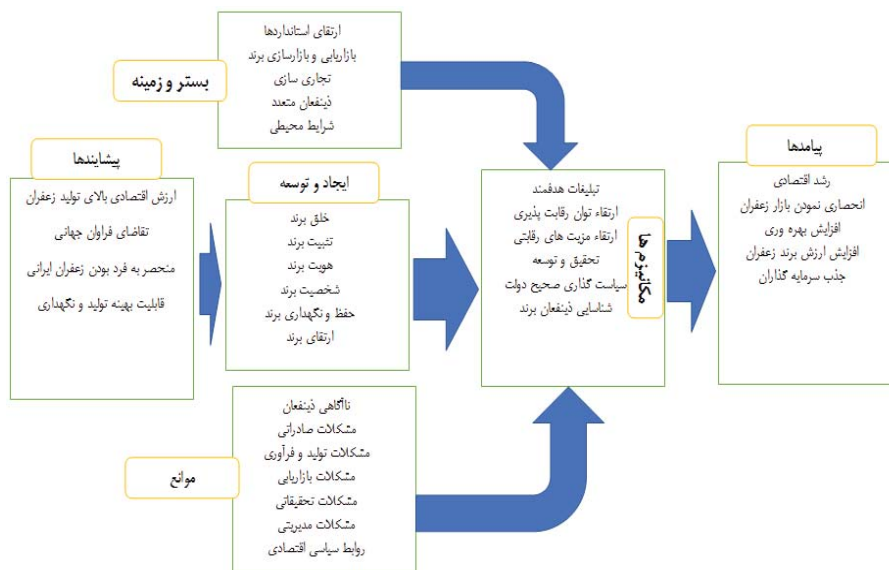 بستر و زمینه
ارتقای استانداردها
بازاریابی و بازارسازی برند
تجاری سازی
ذینفعان متعدد
شرایط محیطی
پیشایندها
ارزش اقتصادی بالای تولید زعفران
تقاضای فراوان جهانی
منحصر به فرد بودن زعفران ایرانی
قابلیت بهینه تولید و نگهداری
ایجاد و توسعه
خلق برند
تثبیت برند
هویت برند
شخصیت برند
حفظ و نگهداری برند
ارتقای برند
موانع
ناآگاهی ذینفعان
مشکلات صادراتی
مشکلات تولید و فرآوری
مشکلات بازاریابی
مشکلات تحقیقاتی
مشکلات مدیریتی
روابط سیاسی اقتصادی
مکانیزم ها
تبلیغات هدفمند
ارتقاء توان رقابت پذیری
ارتقاء مزیت های رقابتی
تحقیق و توسعه
سیاست گذاری صحیح دولت
شناسایی ذینفعان برند
پیامدها
رشد اقتصادی
انحصاری نمودن بازار زعفران
افزایش بهره وری
افزایش ارزش برند زعفران
جذب سرمایه گذاران